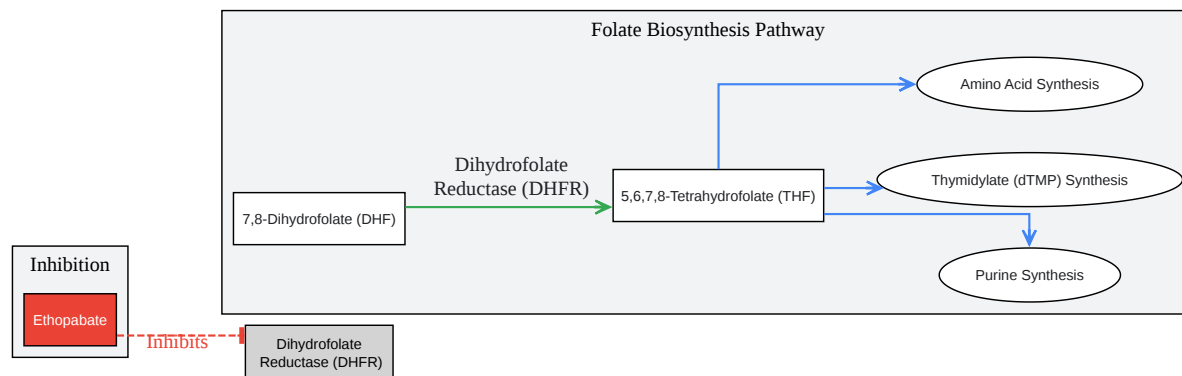 Folate Biosynthesis Pathway
Amino Acid Synthesis
Dihydrofolate
Reductase (DHFR)
Thymidylate (dTMP) Synthesis
5,6,7,8-Tetrahydrofolate (THF)
7,8-Dihydrofolate (DHF)
Inhibition
Purine Synthesis
Ethopabate
Inhibits
Dihydrofolate
Reductase (DHFR)